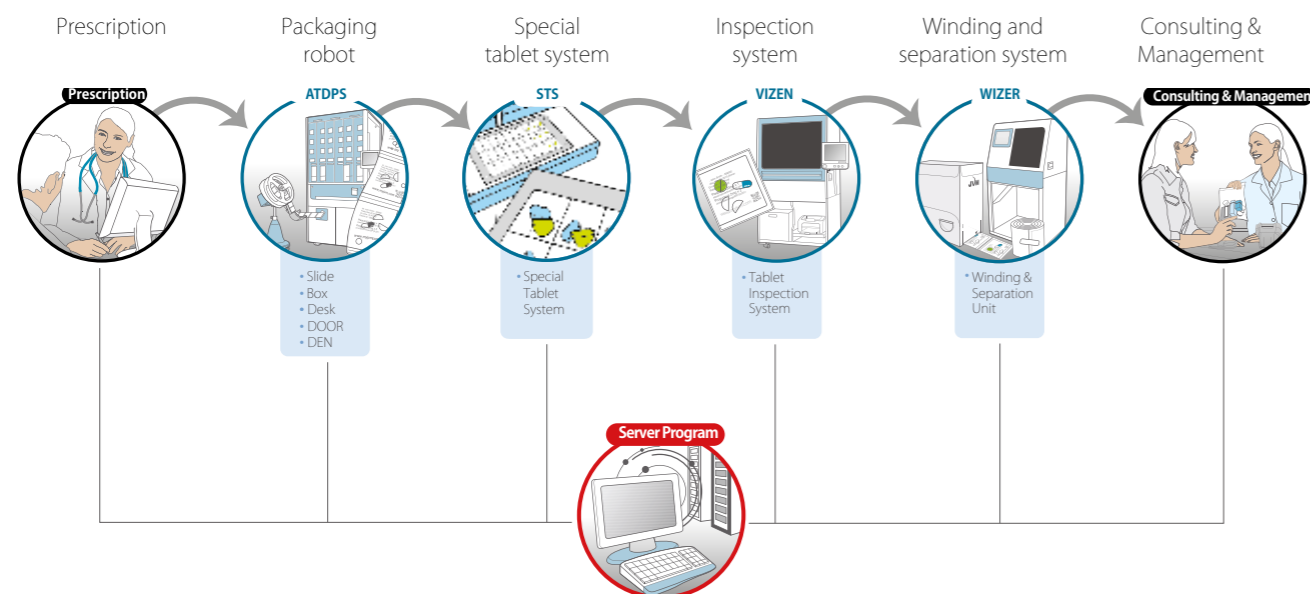 Prescription
Packaging
robot
Special
tablet system
Inspection
system
Winding and
separation system
Consulting &
Management
Prescription
ATDPS
STS
VIZEN
WIZER
Consulting & Management
• Slide
• Box
• Desk
• DOOR
• DEN
• Special
Tablet
System
• Tablet
Inspection
System
• Winding &
Separation
Unit
Server Program